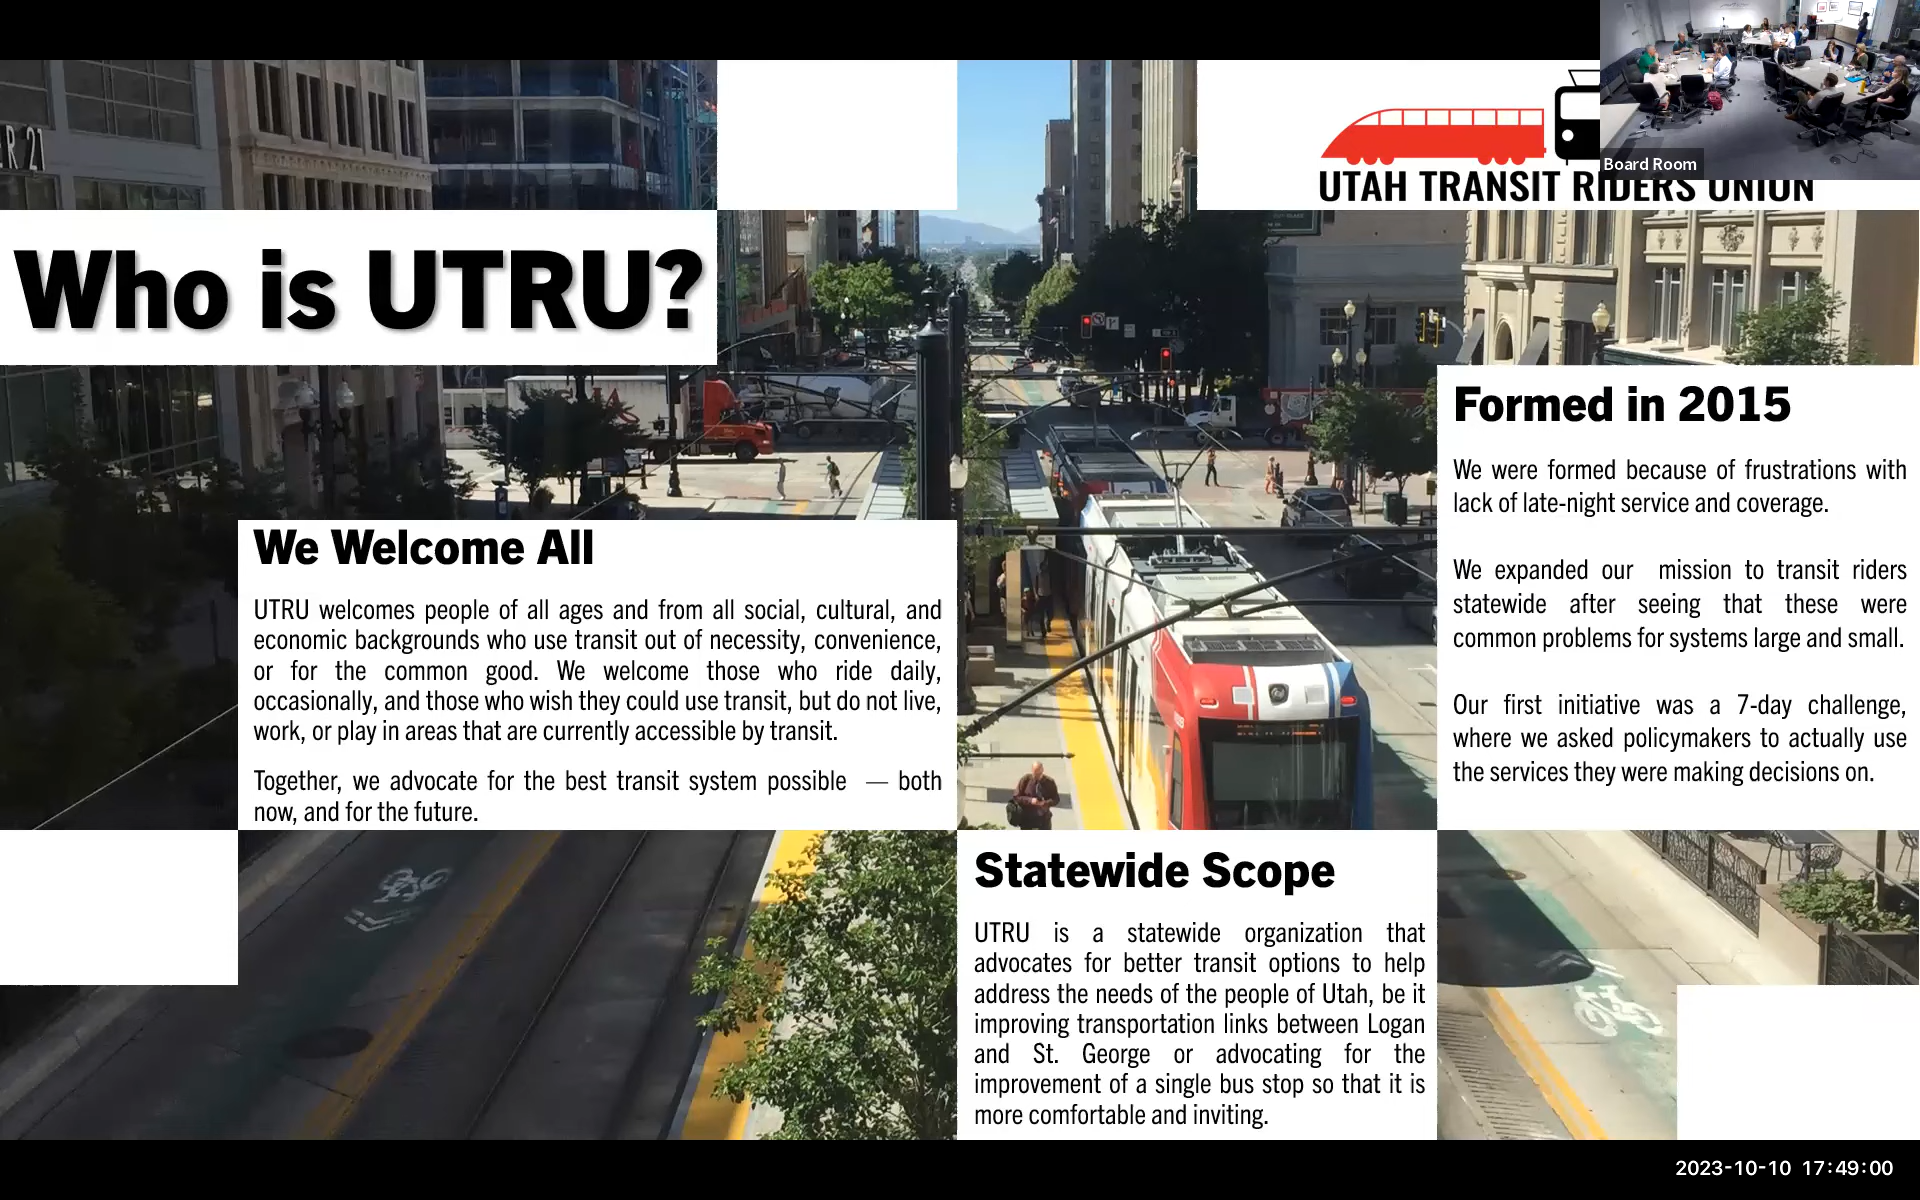 R 21
UTAH TRANSIT RIDERS UNION
Board Room
Who is UTRU?
We Welcome All
UTRU welcomes people of all ages and from all social, cultural, and
economic backgrounds who use transit out of necessity, convenience,
or for the common good. We welcome those who ride daily,
occasionally, and those who wish they could use transit, but do not live,
work, or play in areas that are currently accessible by transit.
Together, we advocate for the best transit system possible — both
now, and for the future.
Formed in 2015
We were formed because of frustrations with
lack of late-night service and coverage.
We expanded our mission to transit riders
statewide after seeing that these were
common problems for systems large and small.
Our first initiative was a 7-day challenge,
where we asked policymakers to actually use
the services they were making decisions on.
Statewide Scope
UTRU is a statewide organization that
advocates for better transit options to help
address the needs of the people of Utah, be it
improving transportation links between Logan
and St. George or advocating for the
improvement of a single bus stop so that it is
more comfortable and inviting.
2023-10-10 17:49:00